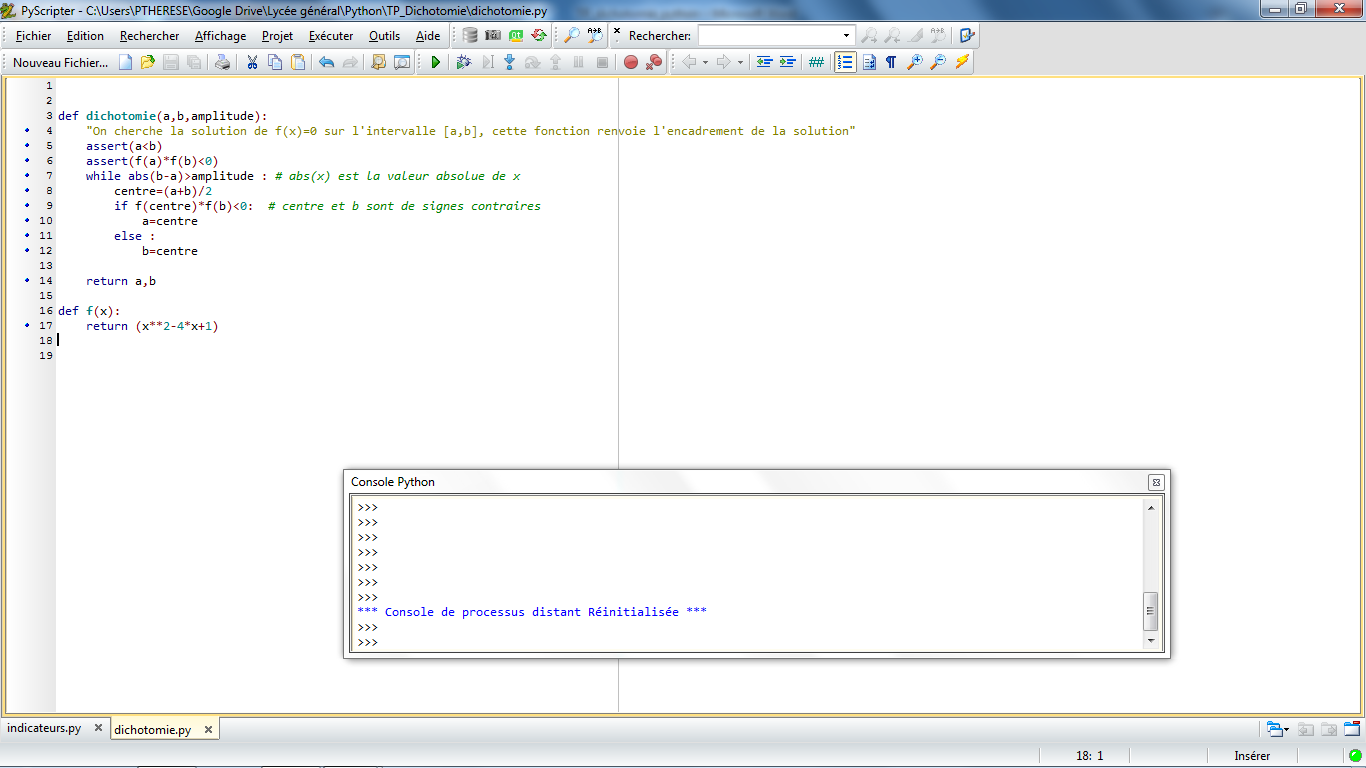 PyScripter - C:\Users\PTHERESE\Google Drive\Lycée général\Python\TP_Dichotomie\dichotomie.py
Fichier Edition Rechercher Affichage Projet Exécuter Outils Aide Rechercher:
Nouveau Fichier...
1
2
3 def dichotomie(a,b,amplitude):
4 "On cherche la solution de f(x)=0 sur l'intervalle [a,b], cette fonction renvoie l'encadrement de la solution"
5 assert(a<b)
6 assert(f(a)*f(b)<0)
7 while abs(b-a)>amplitude : # abs(x) est la valeur absolue de x
8 centre=(a+b)/2
9 if f(centre)*f(b)<0: # centre et b sont de signes contraires
10 a=centre
11 else :
12 b=centre
13
14 return a,b
15
16 def f(x):
17 return (x**2-4*x+1)
18
19
Console Python
>>>
>>>
>>>
>>>
>>>
>>>
>>>
*** Console de processus distant Réinitialisée ***
>>>
>>>
indicateurs.py dichotomie.py
18: 1 Insérer